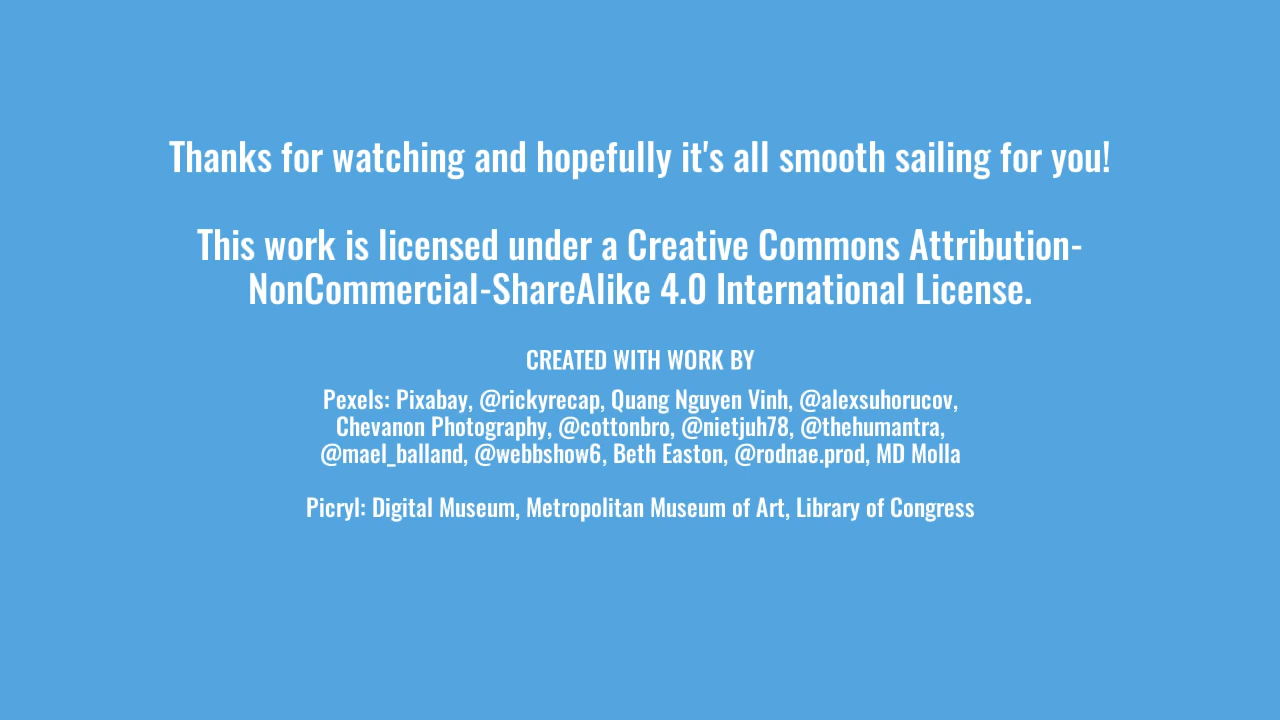 Thanks for watching and hopefully it's all smooth sailing for you!
This work is licensed under a Creative Commons Attribution-
NonCommercial-ShareAlike 4.0 International License.
CREATED WITH WORK BY
Pexels: Pixabay, @rickyrecap, Quang Nguyen Vinh, @alexsuhorucov,
Chevanon Photography, @cottonbro, @nietjuh78, @thehumantra,
@mael_balland, @webbshow6, Beth Easton, @rodnae.prod, MD Molla
Picryl: Digital Museum, Metropolitan Museum of Art, Library of Congress